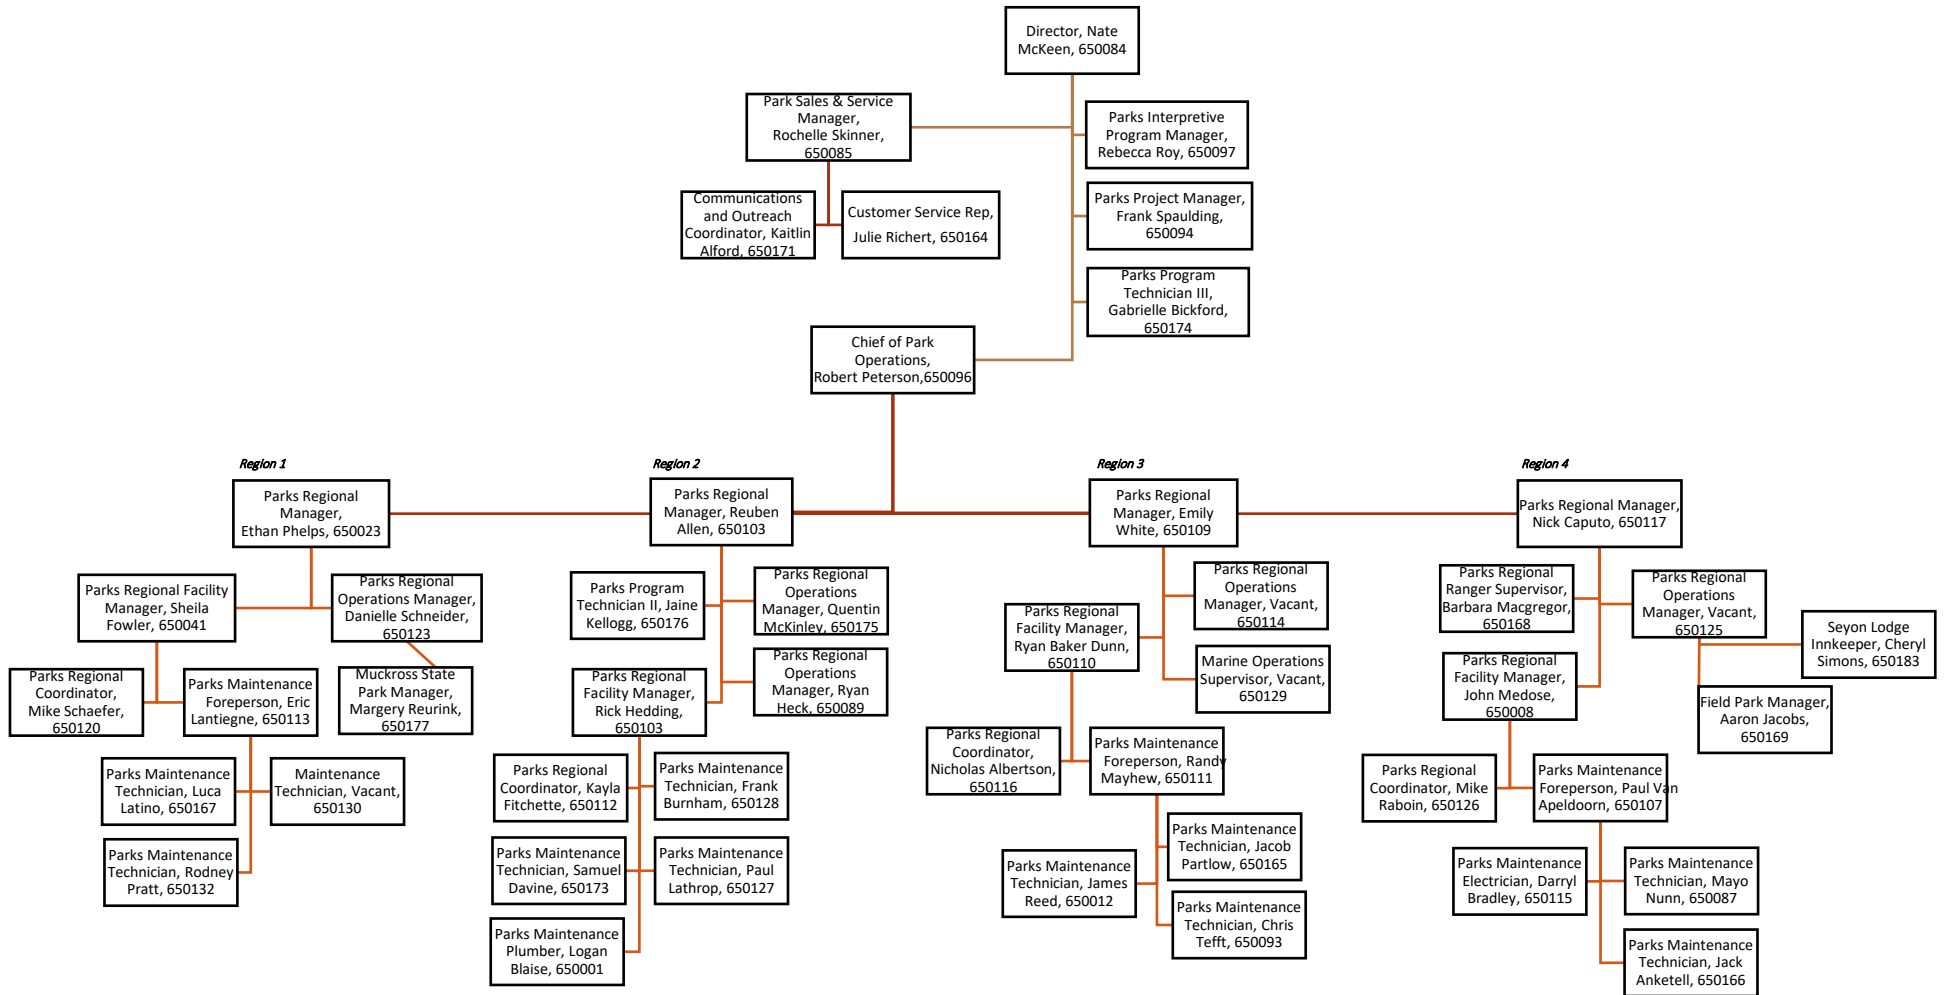 Director, Nate
McKeen, 650084
Park Sales & Service
Manager,
Rochelle Skinner,
650085
Parks Interpretive
Program Manager,
Rebecca Roy, 650097
Communications
and Outreach
Coordinator, Kaitlin
Alford, 650171
Customer Service Rep,
Julie Richert, 650164
Parks Project Manager,
Frank Spaulding,
650094
Parks Program
Technician III,
Gabrielle Bickford,
650174
Chief of Park
Operations,
Robert Peterson,650096
Region 1
Parks Regional
Manager,
Ethan Phelps, 650023
Parks Regional Facility
Manager, Sheila
Fowler, 650041
Parks Regional
Operations Manager,
Danielle Schneider,
650123
Parks Regional
Coordinator,
Mike Schaefer,
650120
Parks Maintenance
Foreperson, Eric
Lantiegne, 650113
Muckross State
Park Manager,
Margery Reurink,
650177
Parks Maintenance
Technician, Luca
Latino, 650167
Maintenance
Technician, Vacant,
650130
Parks Maintenance
Technician, Rodney
Pratt, 650132
Region 2
Parks Regional
Manager, Reuben
Allen, 650103
Parks Program
Technician II, Jaine
Kellogg, 650176
Parks Regional
Operations
Manager, Quentin
McKinley, 650175
Parks Regional
Facility Manager,
Rick Hedding,
650103
Parks Regional
Operations
Manager, Ryan
Heck, 650089
Parks Regional
Coordinator, Kayla
Fitchette, 650112
Parks Maintenance
Technician, Frank
Burnham, 650128
Parks Maintenance
Technician, Samuel
Davine, 650173
Parks Maintenance
Technician, Paul
Lathrop, 650127
Parks Maintenance
Plumber, Logan
Blaise, 650001
Region 3
Parks Regional
Manager, Emily
White, 650109
Parks Regional
Operations
Manager, Vacant,
650114
Parks Regional
Facility Manager,
Ryan Baker Dunn,
650110
Marine Operations
Supervisor, Vacant,
650129
Parks Regional
Coordinator,
Nicholas Albertson,
650116
Parks Maintenance
Foreperson, Randy
Mayhew, 650111
Parks Maintenance
Technician, Jacob
Partlow, 650165
Parks Maintenance
Technician, James
Reed, 650012
Parks Maintenance
Technician, Chris
Tefft, 650093
Region 4
Parks Regional Manager,
Nick Caputo, 650117
Parks Regional
Ranger Supervisor,
Barbara Macgregor,
650168
Parks Regional
Operations
Manager, Vacant,
650125
Seyon Lodge
Innkeeper, Cheryl
Simons, 650183
Parks Regional
Facility Manager,
John Medose,
650008
Field Park Manager,
Aaron Jacobs,
650169
Parks Regional
Coordinator, Mike
Raboin, 650126
Parks Maintenance
Foreperson, Paul Van
Apeldoorn, 650107
Parks Maintenance
Electrician, Darryl
Bradley, 650115
Parks Maintenance
Technician, Mayo
Nunn, 650087
Parks Maintenance
Technician, Jack
Anketell, 650166